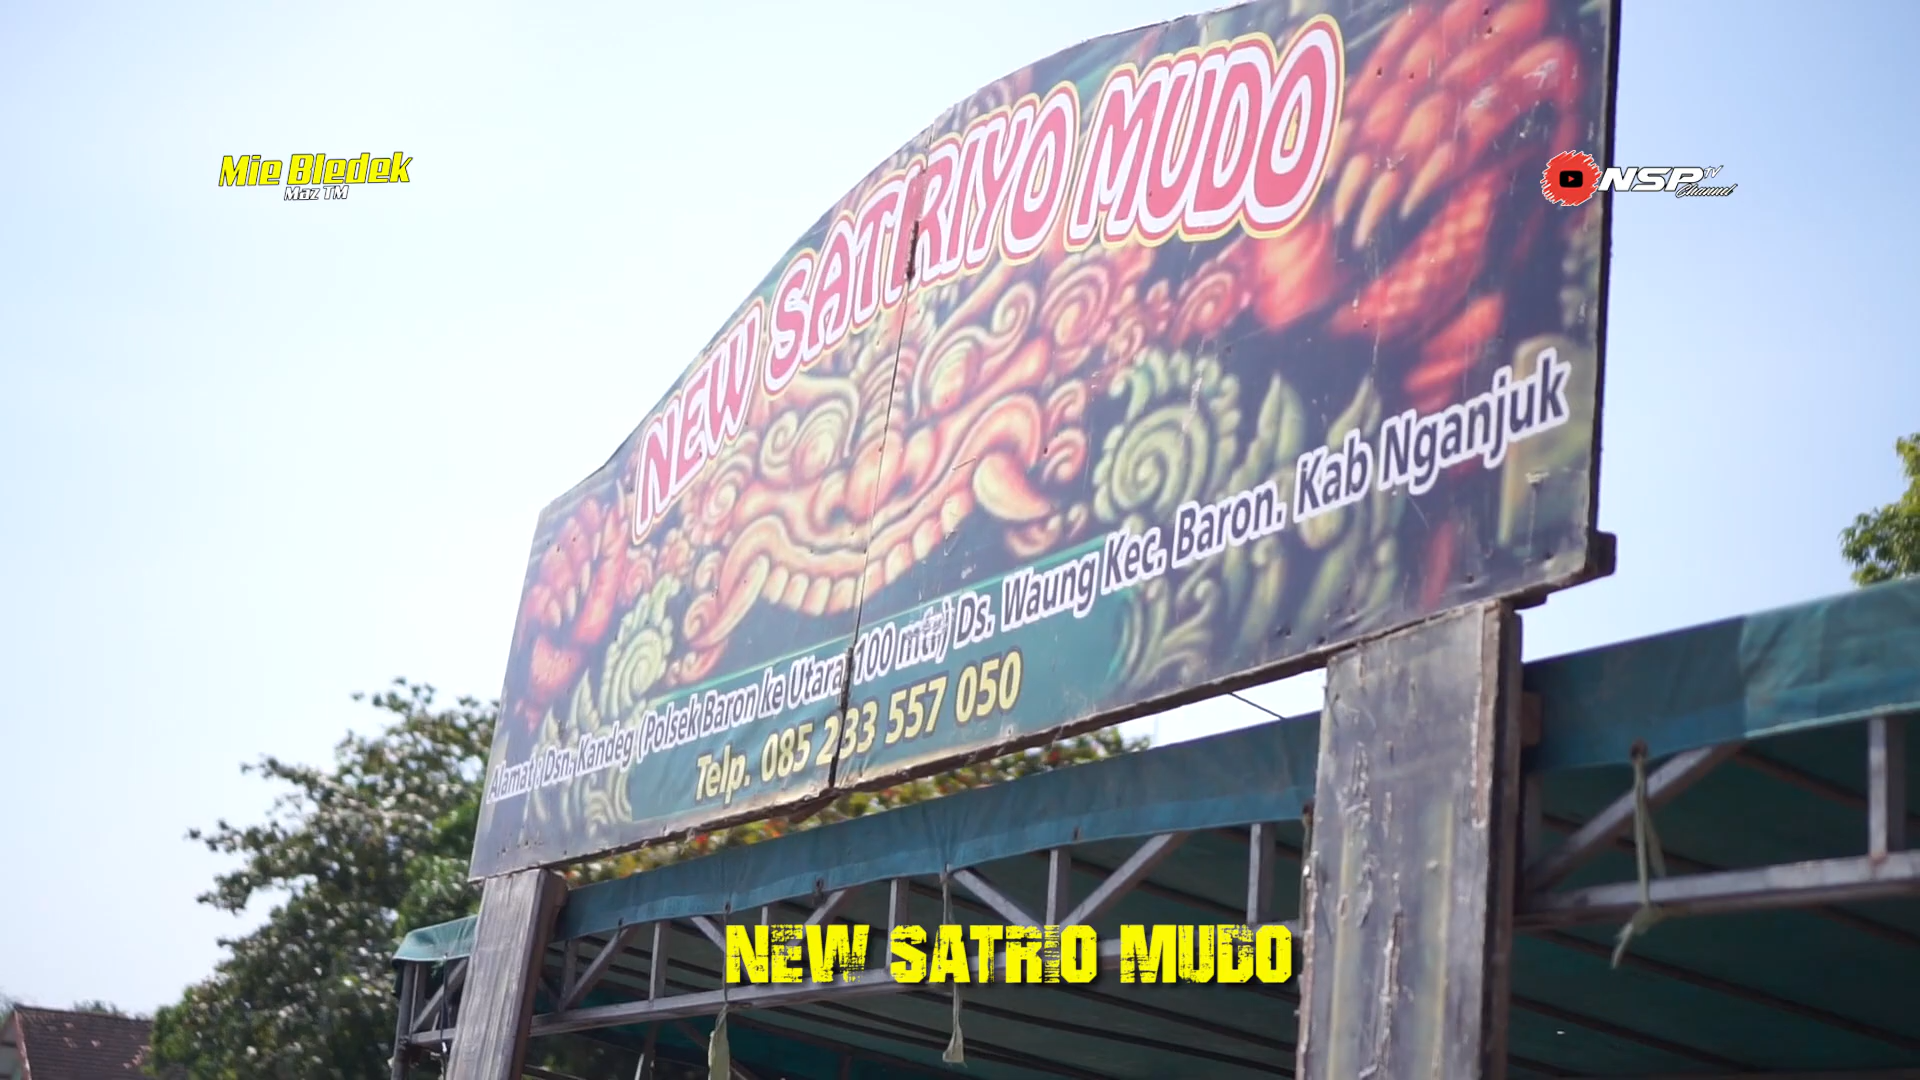 Mie Bledek
Maz TM
NSP TV
Channel
NEW SATRIYO MUDO
Alamat : Dsn. Kandeg (Polsek Baron ke Utara 100 mtr) Ds. Waung Kec. Baron. Kab Nganjuk
Telp. 085 233 557 050
NEW SATRIO MUDO